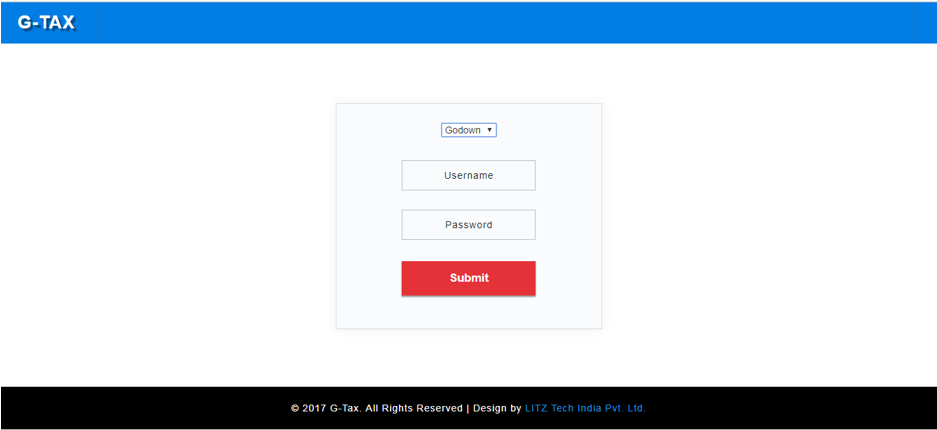 G-TAX
Godown
Username
Password
Submit
© 2017 G-Tax. All Rights Reserved | Design by LITZ Tech India Pvt. Ltd.